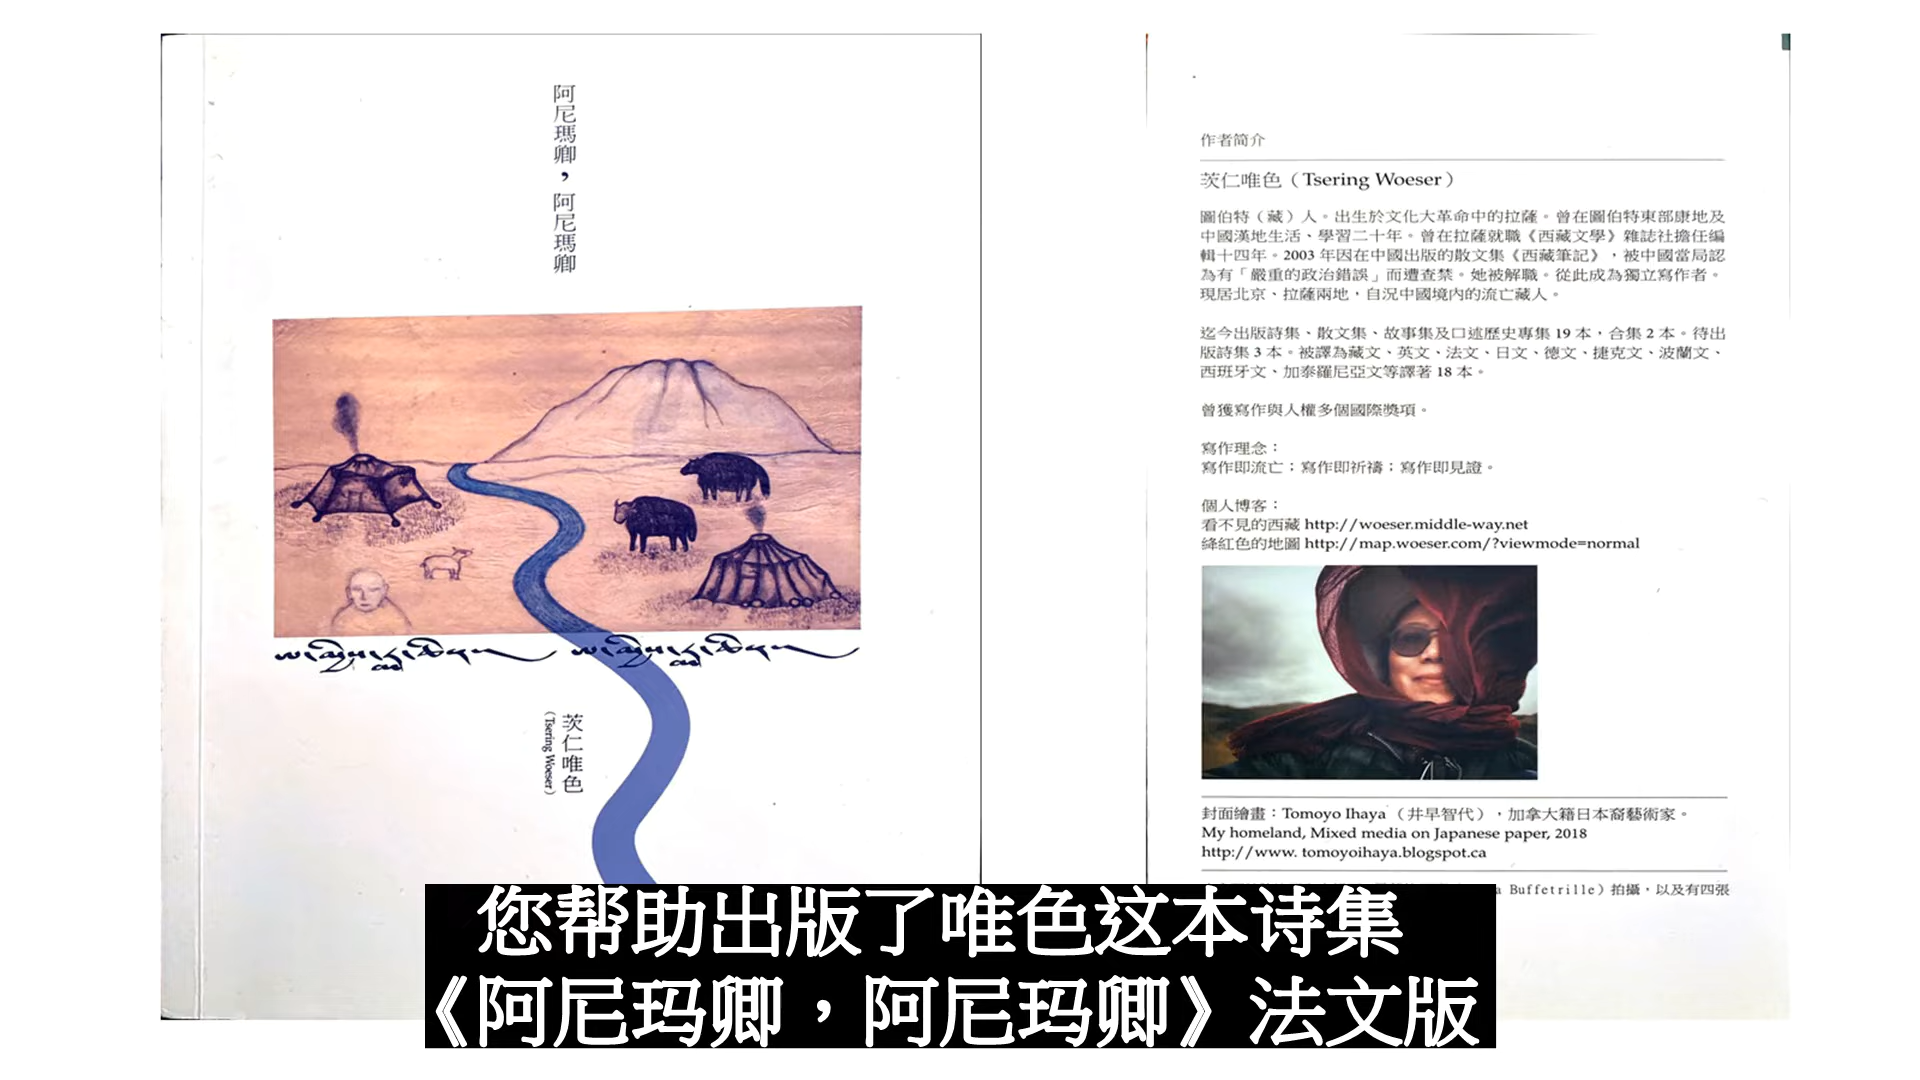 阿尼瑪卿，阿尼瑪卿
茨仁唯色
（Tsering Woeser）
作者简介
茨仁唯色（Tsering Woeser）
圖伯特（藏）人。出生於文化大革命中的拉薩。曾在圖伯特東部康地及
中國漢地生活、學習二十年。曾在拉薩就職《西藏文學》雜誌社擔任編
輯十四年。2003 年因在中國出版的散文集《西藏筆記》，被中國當局認
為有「嚴重的政治錯誤」而遭查禁。她被解職。從此成為獨立寫作者。
現居北京、拉薩兩地，自況中國境內的流亡藏人。
迄今出版詩集、散文集、故事集及口述歷史專集 19 本，合集 2 本。待出
版詩集 3 本。被譯為藏文、英文、法文、日文、德文、捷克文、波蘭文、
西班牙文、加泰羅尼亞文等譯著 18 本。
曾獲寫作與人權多個國際獎項。
寫作理念：
寫作即流亡；寫作即祈禱；寫作即見證。
個人博客：
看不見的西藏 http://woeser.middle-way.net
絳紅色的地圖 http://map.woeser.com/?viewmode=normal
封面繪畫：Tomoyo Ihaya（井早智代），加拿大籍日本裔藝術家。
My homeland, Mixed media on Japanese paper, 2018
http://www. tomoyoihaya.blogspot.ca
Buffetrille）拍攝，以及有四張
您帮助出版了唯色这本诗集
《阿尼玛卿，阿尼玛卿》法文版